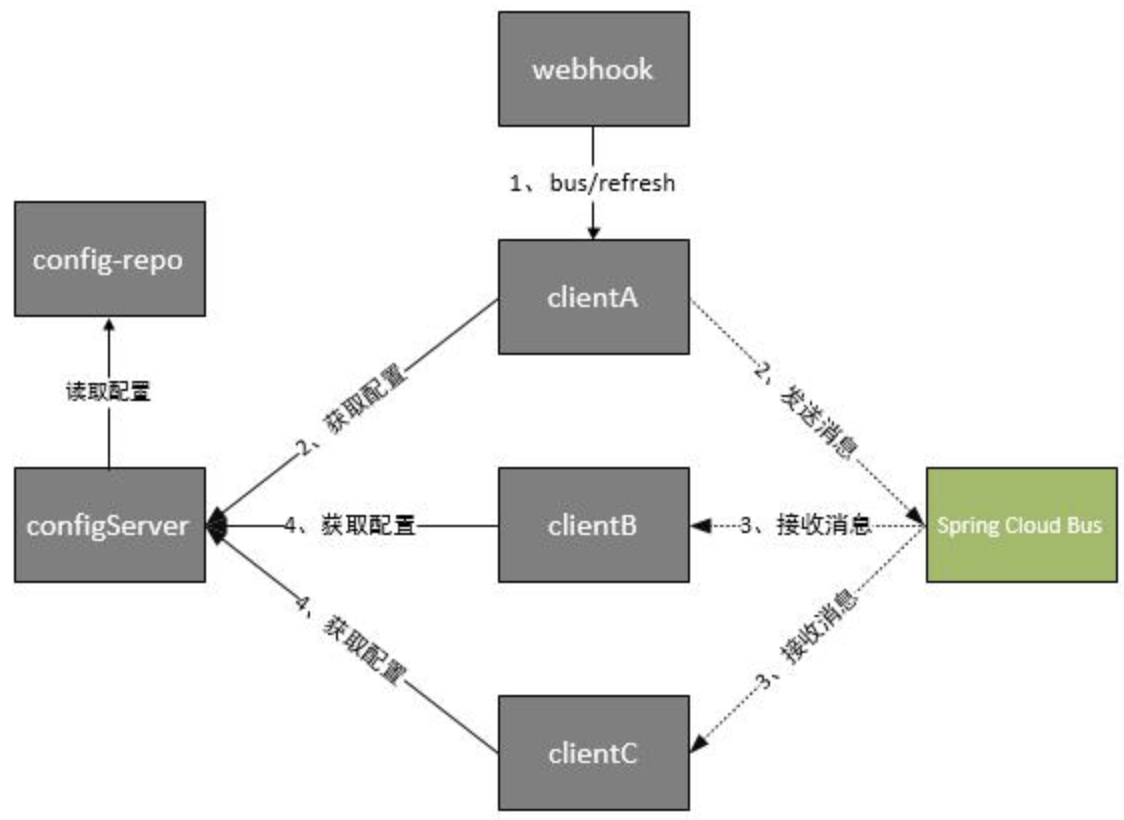 webhook
1、bus/refresh
config-repo
clientA
读取配置
2、获取配置
2、发送消息
configServer
4、获取配置
clientB
3、接收消息
Spring Cloud Bus
4、获取配置
3、接收消息
clientC